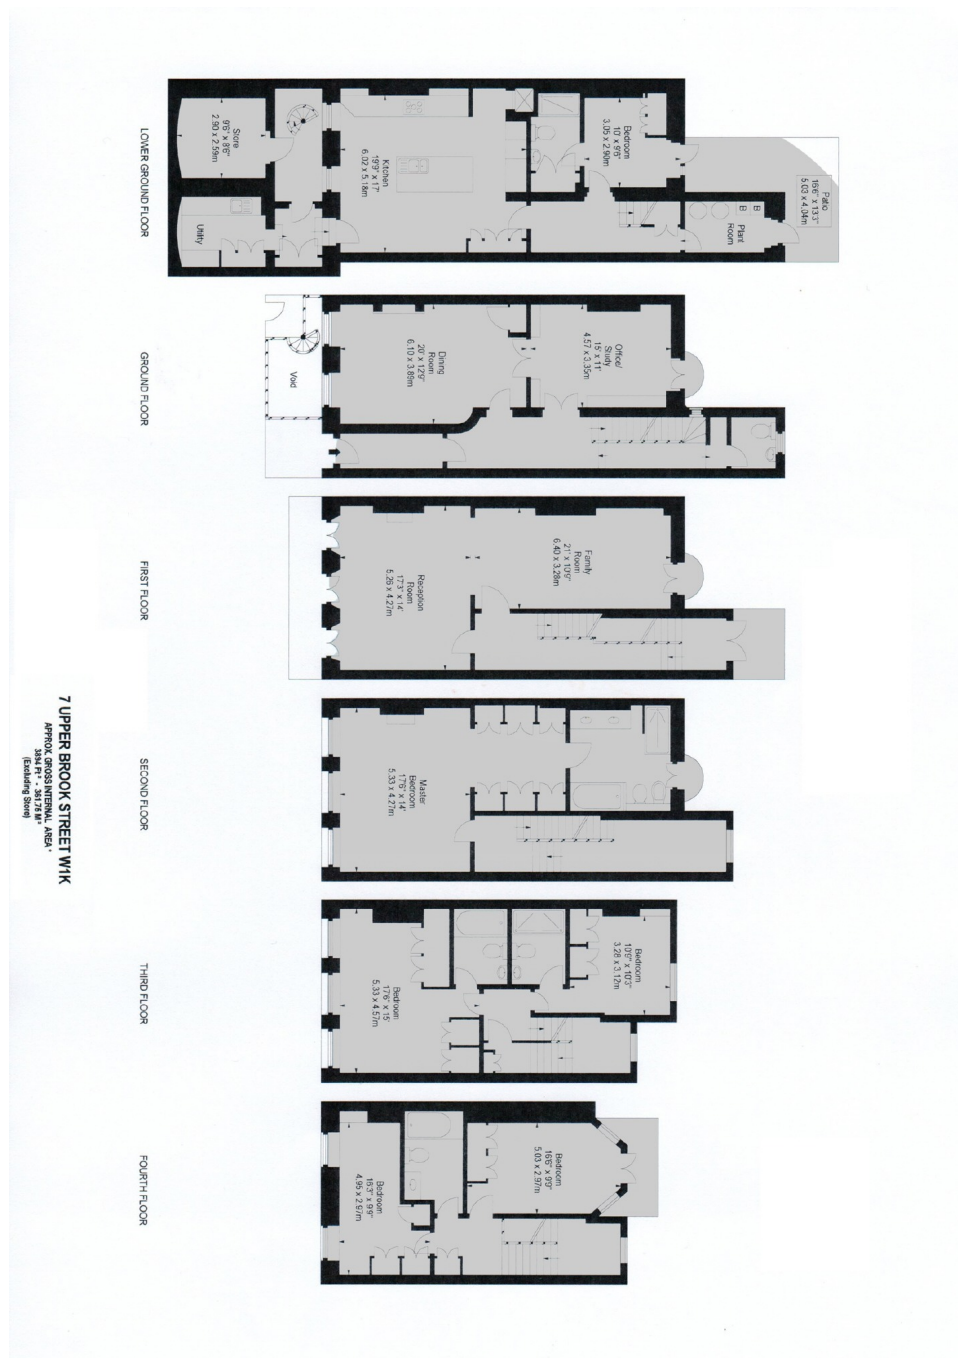 Store
9'6" x 8'6"
2.90 x 2.59m
Utility
Kitchen
19'9" x 17'
6.02 x 5.18m
Bedroom
10' x 9'6"
3.05 x 2.90m
Plant
Room
B
B
Patio
16'6" x 13'3"
5.03 x 4.04m
LOWER GROUND FLOOR
Void
Dining
Room
20' x 12'9"
6.10 x 3.89m
Office/
Study
15' x 11'
4.57 x 3.35m
GROUND FLOOR
Reception
Room
17'3" x 14'
5.26 x 4.27m
Family
Room
21' x 10'9"
6.40 x 3.28m
FIRST FLOOR
Master
Bedroom
17'6" x 14'
5.33 x 4.27m
SECOND FLOOR
Bedroom
17'6" x 15'
5.33 x 4.57m
Bedroom
10'9" x 10'3"
3.28 x 3.12m
THIRD FLOOR
Bedroom
16'3" x 9'9"
4.95 x 2.97m
Bedroom
16'6" x 9'9"
5.03 x 2.97m
FOURTH FLOOR
7 UPPER BROOK STREET W1K
APPROX. GROSS INTERNAL AREA *
3894 Ft ² - 361.75 M ²
(Excluding Store)